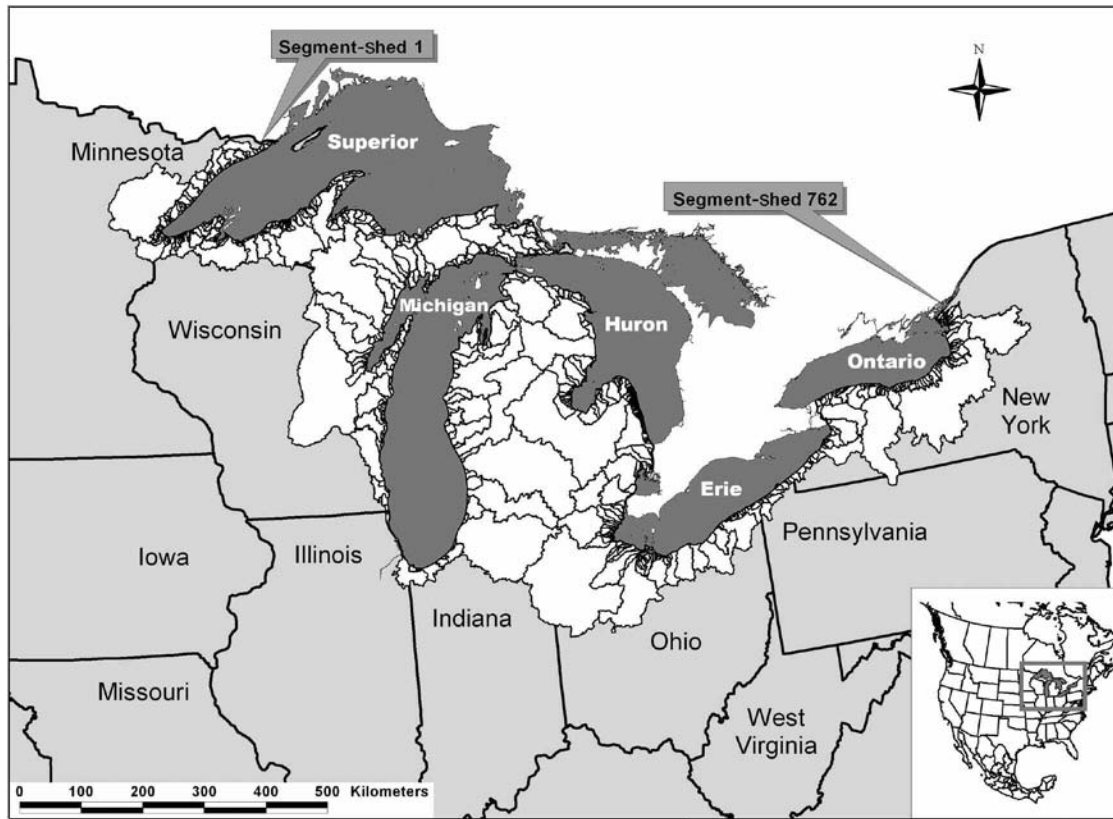 Segment-Shed 1
N
Minnesota
Superior
Segment-Shed 762
Michigan
Wisconsin
Huron
Ontario
New
York
Erie
Pennsylvania
Iowa
Illinois
Indiana
Ohio
Missouri
West
Virginia
0 100 200 300 400 500 Kilometers